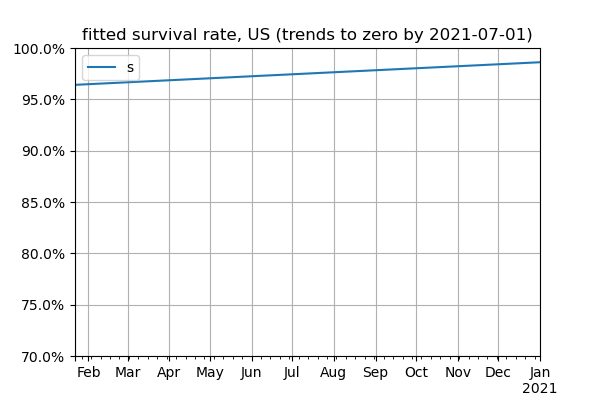 fitted survival rate, US (trends to zero by 2021-07-01)
100.0%
95.0%
90.0%
85.0%
80.0%
75.0%
70.0%
s
Feb Mar Apr May Jun Jul Aug Sep Oct Nov Dec Jan
2021